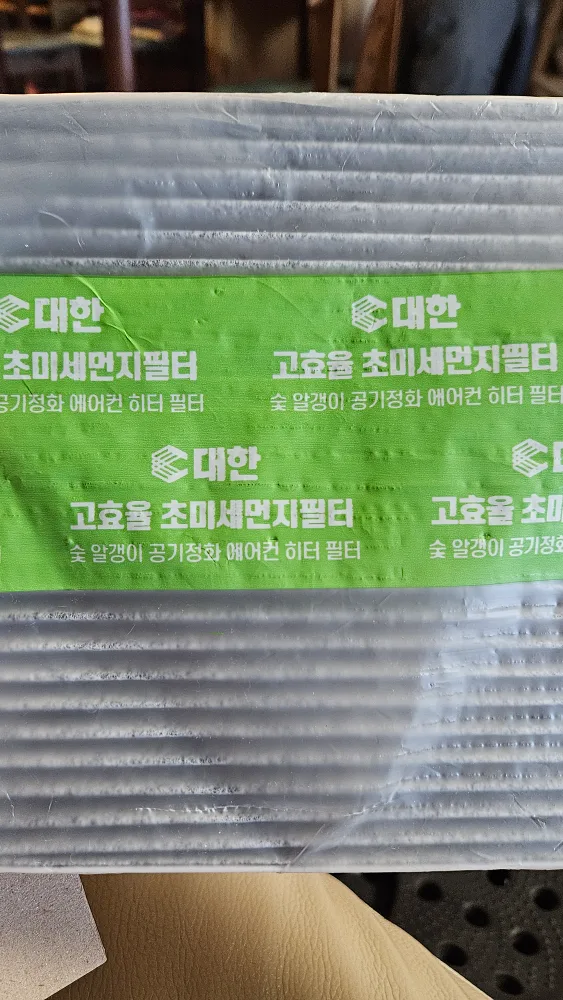 대한
대한
초미세먼지필터
고효율 초미세먼지필터
공기정화 에어컨 히터 필터
숯 알갱이 공기정화 에어컨 히터 필터
대한
고효율 초미세먼지필터
고효율 초미
숯 알갱이 공기정화 에어컨 히터 필터
숯 알갱이 공기정화